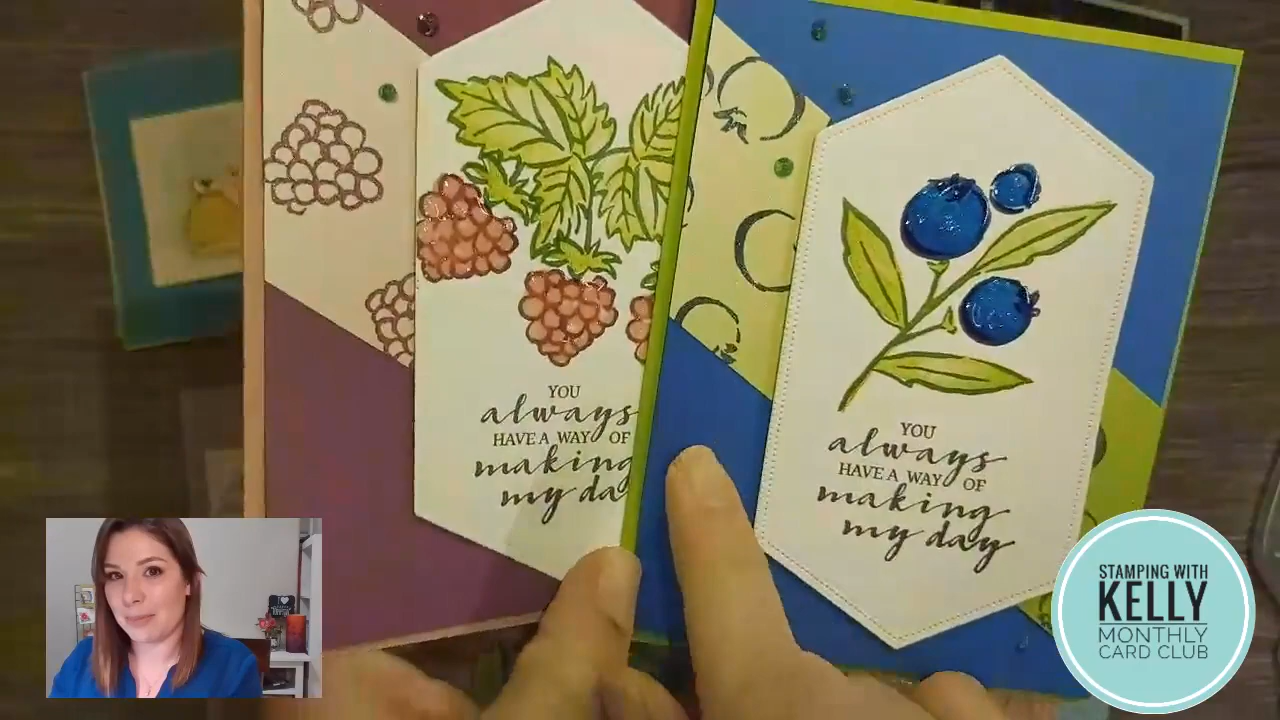 YOU
always
HAVE A WAY OF
making
my da
YOU
always
HAVE A WAY OF
making
my day
STAMPING WITH
KELLY
MONTHLY
CARD CLUB